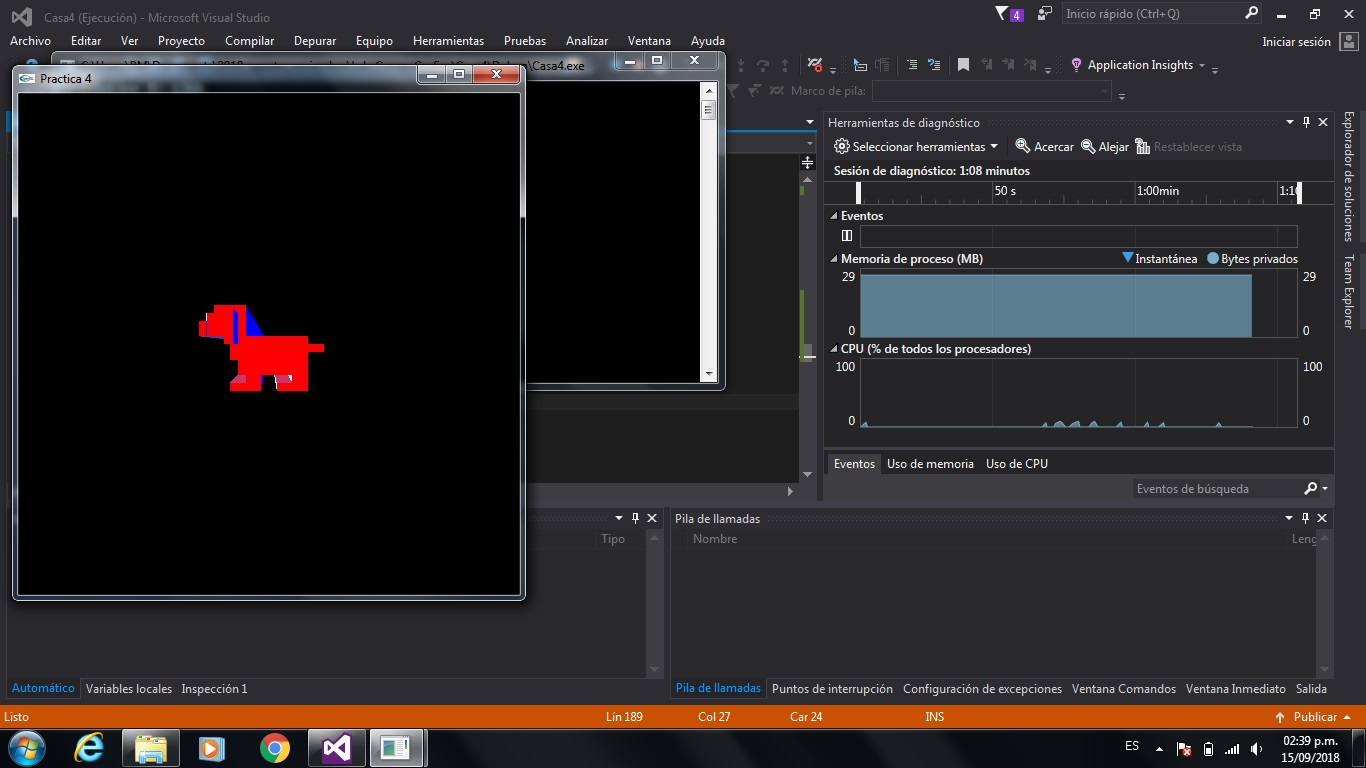 Casa4 (Ejecución) - Microsoft Visual Studio
4
Inicio rápido (Ctrl+Q)
Archivo Editar Ver Proyecto Compilar Depurar Equipo Herramientas Pruebas Analizar Ventana Ayuda
Iniciar sesión
\Casa4.exe
Application Insights
Practica 4
Marco de pila:
Herramientas de diagnóstico
Seleccionar herramientas Acercar Alejar Restablecer vista
Sesión de diagnóstico: 1:08 minutos
50 s 1:00min
Eventos
Memoria de proceso (MB) Instantánea Bytes privados
29 29
0 0
CPU (% de todos los procesadores)
100 100
0 0
Eventos Uso de memoria Uso de CPU
Eventos de búsqueda
Explorador de soluciones
Team Explorer
Pila de llamadas
Tipo
Nombre Leng
Automático Variables locales Inspección 1
Pila de llamadas Puntos de interrupción Configuración de excepciones Ventana Comandos Ventana Inmediato Salida
Listo Lín 189 Col 27 Car 24 INS Publicar
ES
02:39 p.m.
15/09/2018